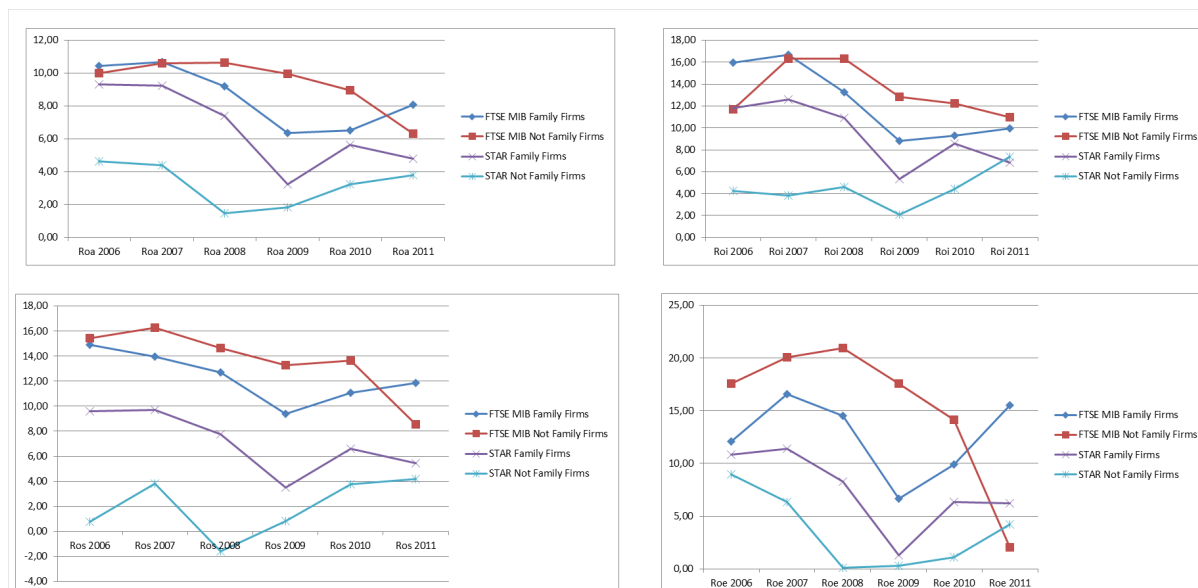 12,00
10,00
8,00
6,00
4,00
2,00
0,00
Roa 2006 Roa 2007 Roa 2008 Roa 2009 Roa 2010 Roa 2011
FTSE MIB Family Firms
FTSE MIB Not Family Firms
STAR Family Firms
STAR Not Family Firms
18,00
16,00
14,00
12,00
10,00
8,00
6,00
4,00
2,00
0,00
Roi 2006 Roi 2007 Roi 2008 Roi 2009 Roi 2010 Roi 2011
FTSE MIB Family Firms
FTSE MIB Not Family Firms
STAR Family Firms
STAR Not Family Firms
18,00
16,00
14,00
12,00
10,00
8,00
6,00
4,00
2,00
0,00
-2,00
-4,00
Ros 2006 Ros 2007 Ros 2008 Ros 2009 Ros 2010 Ros 2011
FTSE MIB Family Firms
FTSE MIB Not Family Firms
STAR Family Firms
STAR Not Family Firms
25,00
20,00
15,00
10,00
5,00
0,00
Roe 2006 Roe 2007 Roe 2008 Roe 2009 Roe 2010 Roe 2011
FTSE MIB Family Firms
FTSE MIB Not Family Firms
STAR Family Firms
STAR Not Family Firms